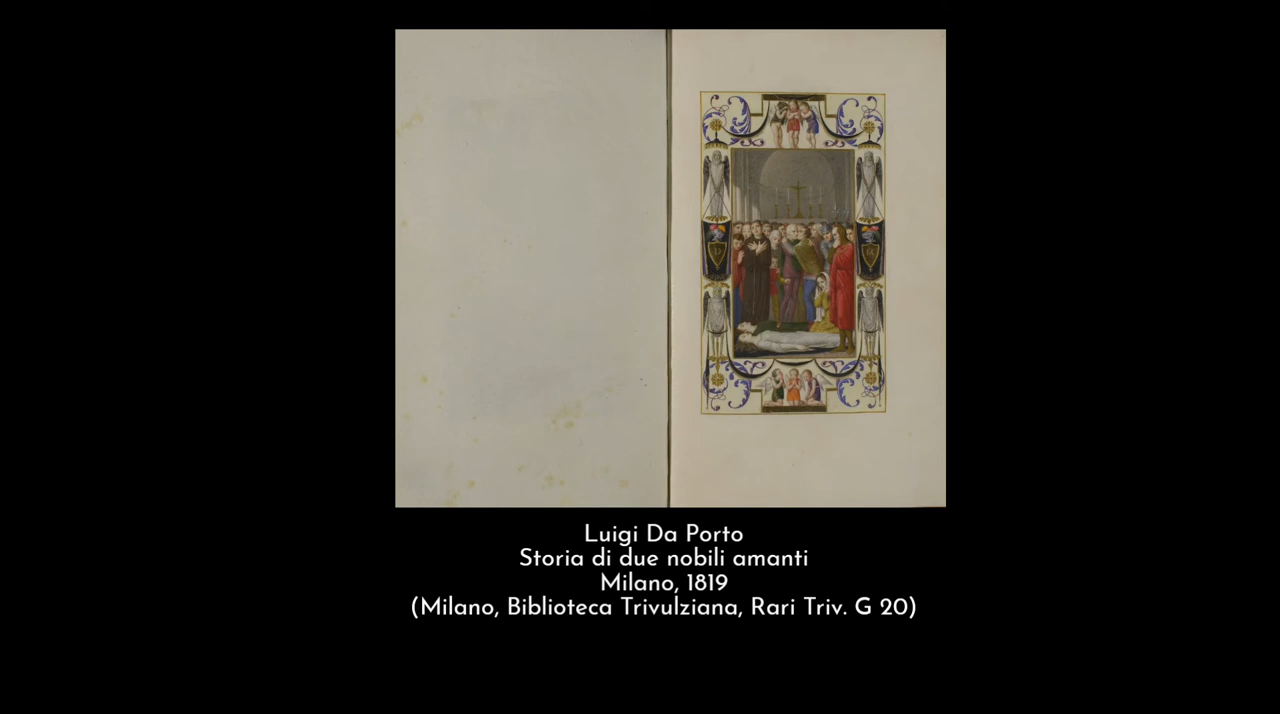 Luigi Da Porto
Storia di due nobili amanti
Milano, 1819
(Milano, Biblioteca Trivulziana, Rari Triv. G 20)